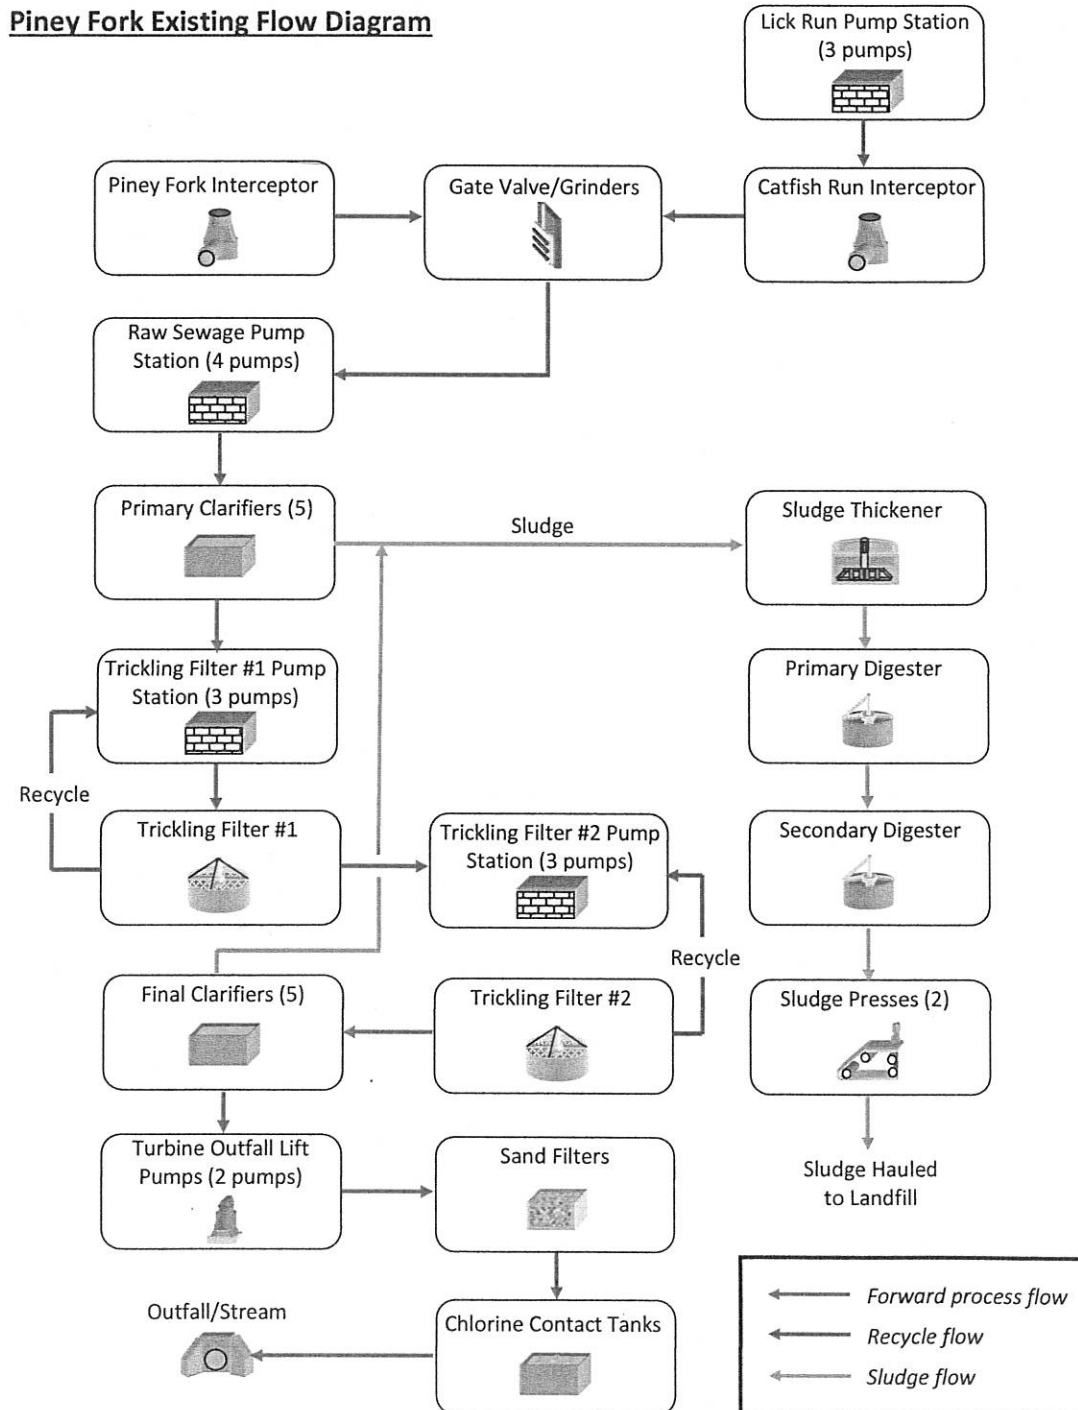 Piney Fork Existing Flow Diagram
Lick Run Pump Station
(3 pumps)
Piney Fork Interceptor
Gate Valve/Grinders
Catfish Run Interceptor
Raw Sewage Pump
Station (4 pumps)
Primary Clarifiers (5)
Sludge
Sludge Thickener
Trickling Filter #1 Pump
Station (3 pumps)
Primary Digester
Recycle
Trickling Filter #1
Trickling Filter #2 Pump
Station (3 pumps)
Secondary Digester
Recycle
Final Clarifiers (5)
Trickling Filter #2
Sludge Presses (2)
Turbine Outfall Lift
Pumps (2 pumps)
Sand Filters
Sludge Hauled
to Landfill
Outfall/Stream
Chlorine Contact Tanks
Forward process flow
Recycle flow
Sludge flow